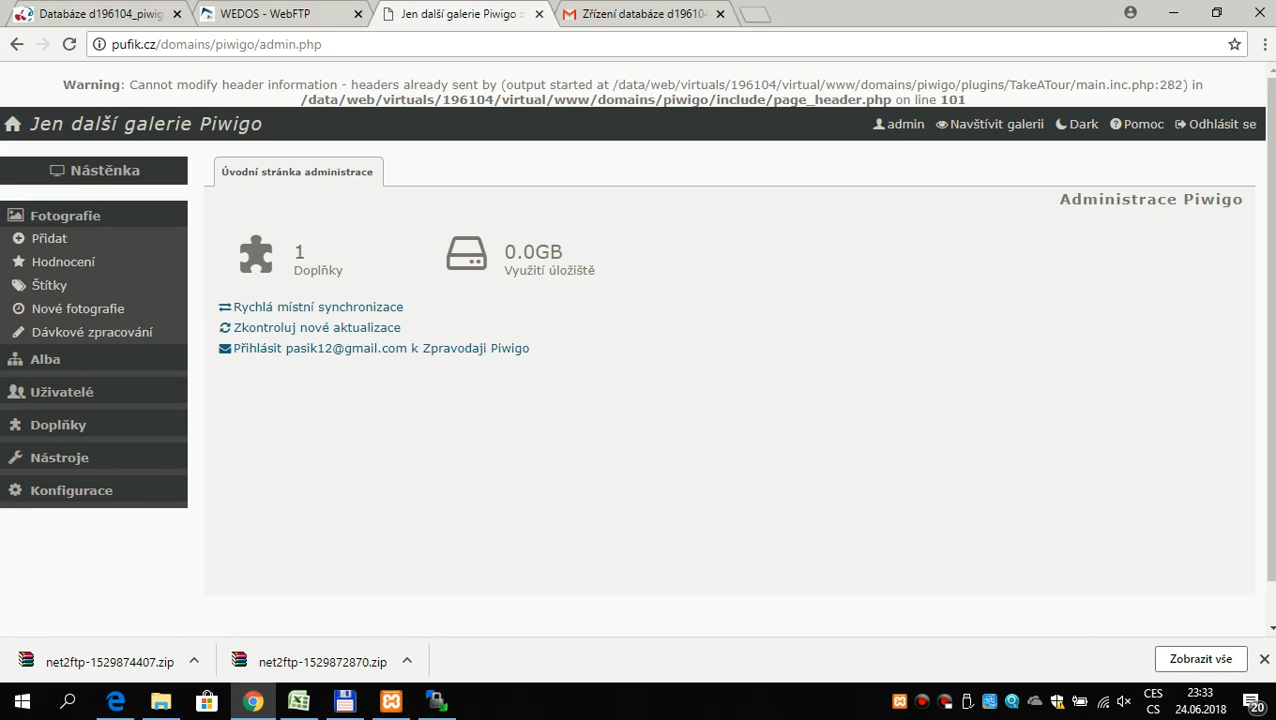 Databáze d196104_piwig
WEDOS - WebFTP
Jen další galerie Piwigo ::
Zřízení databáze d19610
pufik.cz/domains/piwigo/admin.php
Warning: Cannot modify header information - headers already sent by (output started at /data/web/virtuals/196104/virtual/www/domains/piwigo/plugins/TakeATour/main.inc.php:282) in
/data/web/virtuals/196104/virtual/www/domains/piwigo/include/page_header.php on line 101
Jen další galerie Piwigo
admin Navštívit galerii Dark Pomoc Odhlásit se
Nástěnka
Fotografie
Přidat
Hodnocení
Štítky
Nové fotografie
Dávkové zpracování
Alba
Uživatelé
Doplňky
Nástroje
Konfigurace
Úvodní stránka administrace
Administrace Piwigo
1
Doplňky
0.0GB
Využití úložiště
Rychlá místní synchronizace
Zkontroluj nové aktualizace
Přihlásit pasik12@gmail.com k Zpravodaji Piwigo
net2ftp-1529874407.zip
net2ftp-1529872870.zip
Zobrazit vše
CES
CS
23:33
24.06.2018
20